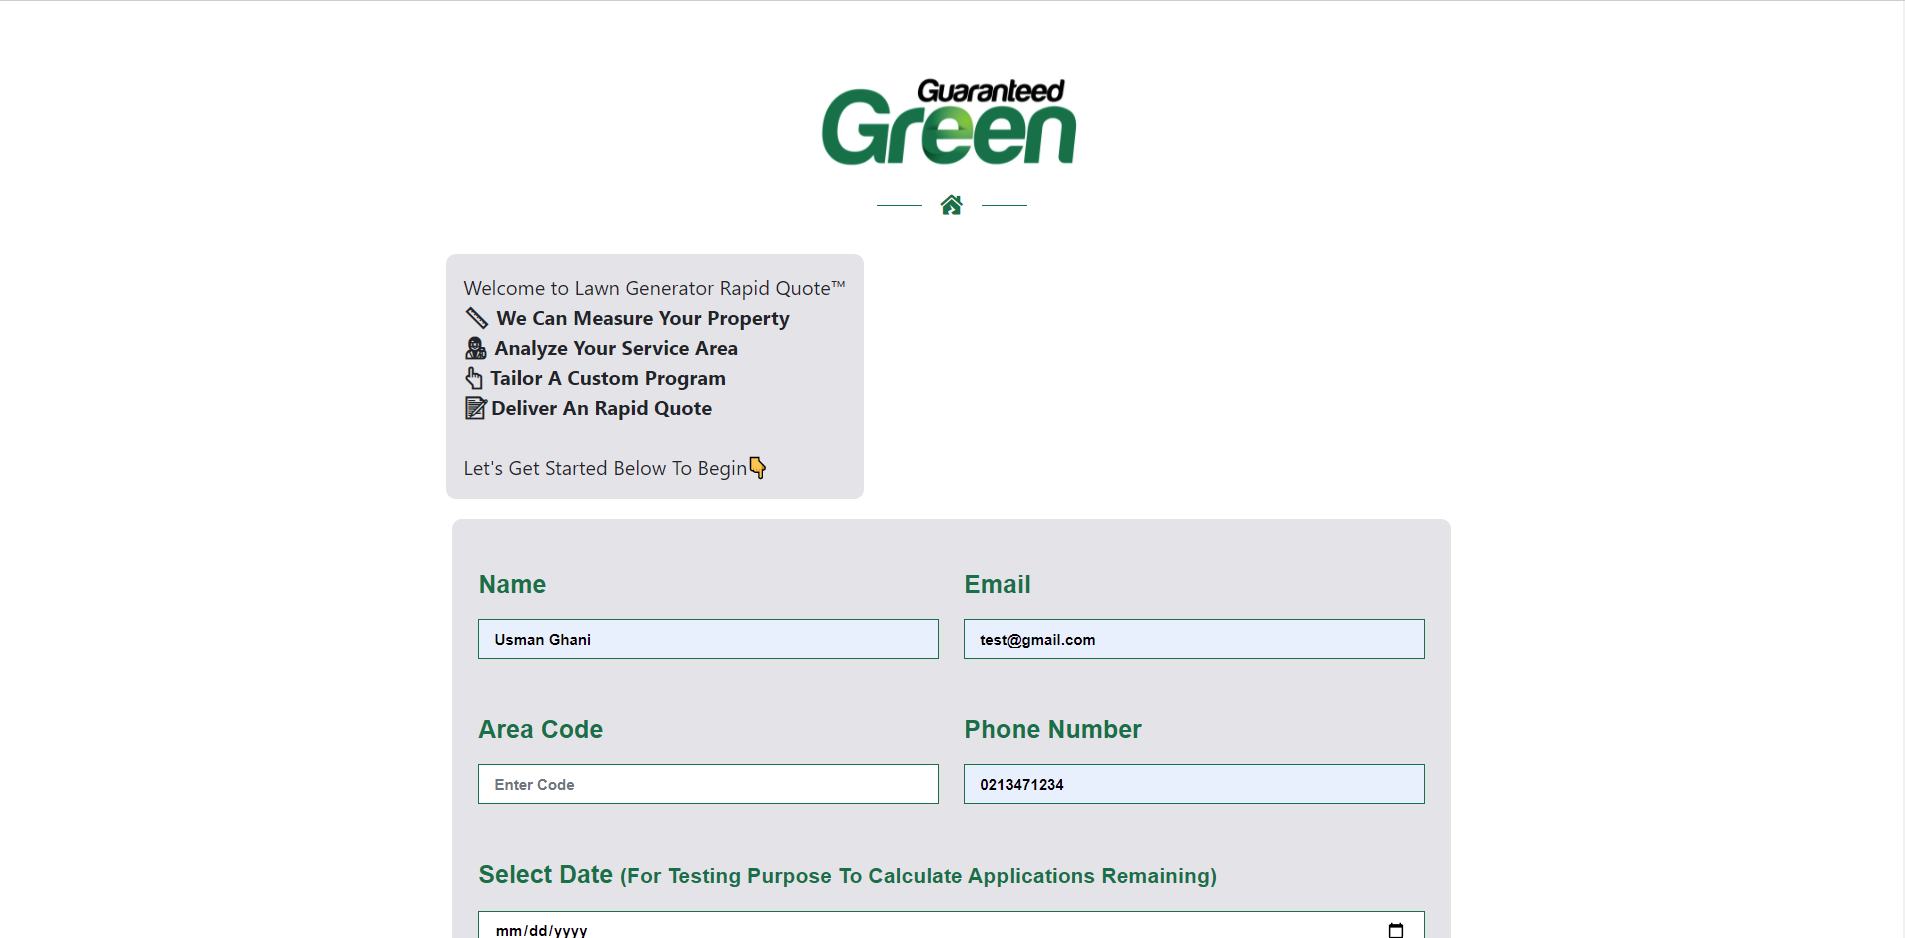 Guaranteed
Green
Welcome to Lawn Generator Rapid Quote™
We Can Measure Your Property
Analyze Your Service Area
Tailor A Custom Program
Deliver An Rapid Quote
Let's Get Started Below To Begin
Name
Email
Usman Ghani
test@gmail.com
Area Code
Phone Number
Enter Code
0213471234
Select Date (For Testing Purpose To Calculate Applications Remaining)
mm/dd/yyyy